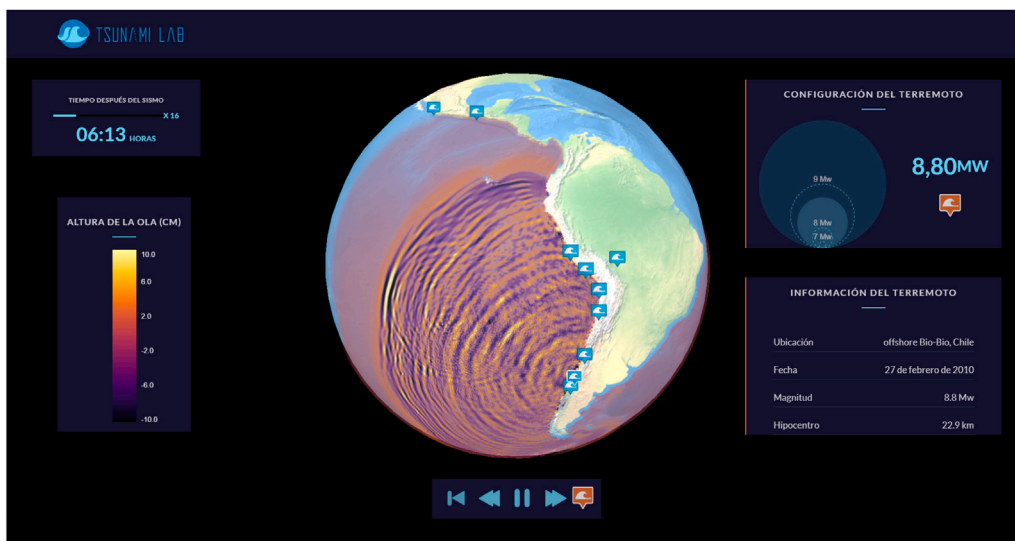 TSUNAMI LAB
TIEMPO DESPUÉS DEL SISMO
X 16
06:13 HORAS
ALTURA DE LA OLA (CM)
10.0
6.0
2.0
-2.0
-6.0
-10.0
CONFIGURACIÓN DEL TERREMOTO
9 Mw
8 Mw
7 Mw
8,80MW
INFORMACIÓN DEL TERREMOTO
Ubicación offshore Bio-Bio, Chile
Fecha 27 de febrero de 2010
Magnitud 8.8 Mw
Hipocentro 22.9 km